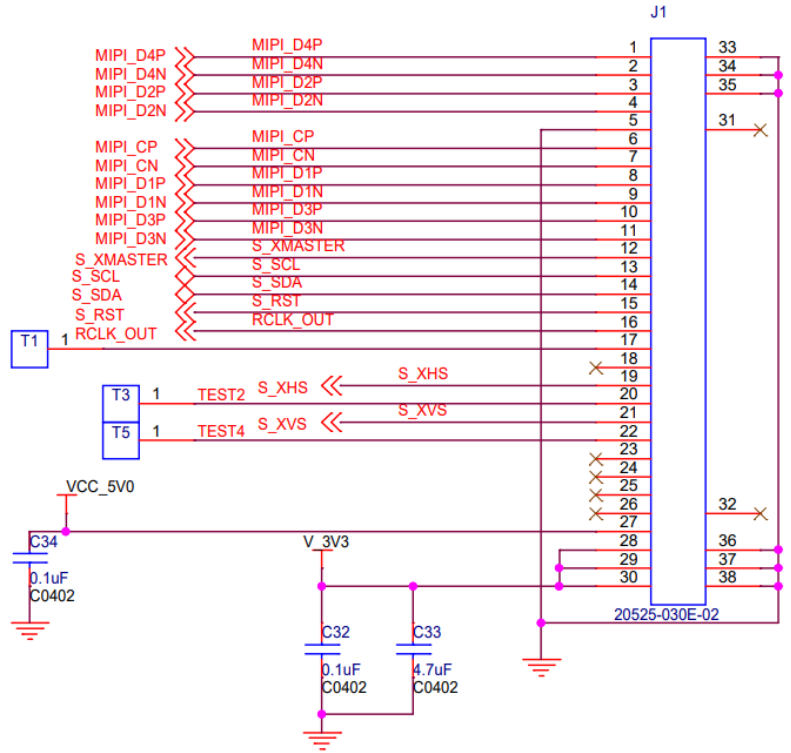 J1
MIPI_D4P MIPI_D4P 1 33
MIPI_D4N MIPI_D4N 2 34
MIPI_D2P MIPI_D2P 3 35
MIPI_D2N MIPI_D2N 4
5 31
MIPI_CP MIPI_CP 6
MIPI_CN MIPI_CN 7
MIPI_D1P MIPI_D1P 8
MIPI_D1N MIPI_D1N 9
MIPI_D3P MIPI_D3P 10
MIPI_D3N MIPI_D3N 11
S_XMASTER S_XMASTER 12
S_SCL S_SCL 13
S_SDA S_SDA 14
S_RST S_RST 15
RCLK_OUT RCLK_OUT 16
T1 1 17
18
S_XHS S_XHS 19
T3 1 TEST2 20
S_XVS S_XVS 21
T5 1 TEST4 22
23
24
25
26 32
VCC_5V0 27
28 36
29 37
30 38
C34
0.1uF
C0402
V_3V3
20525-030E-02
C32 C33
0.1uF 4.7uF
C0402 C0402